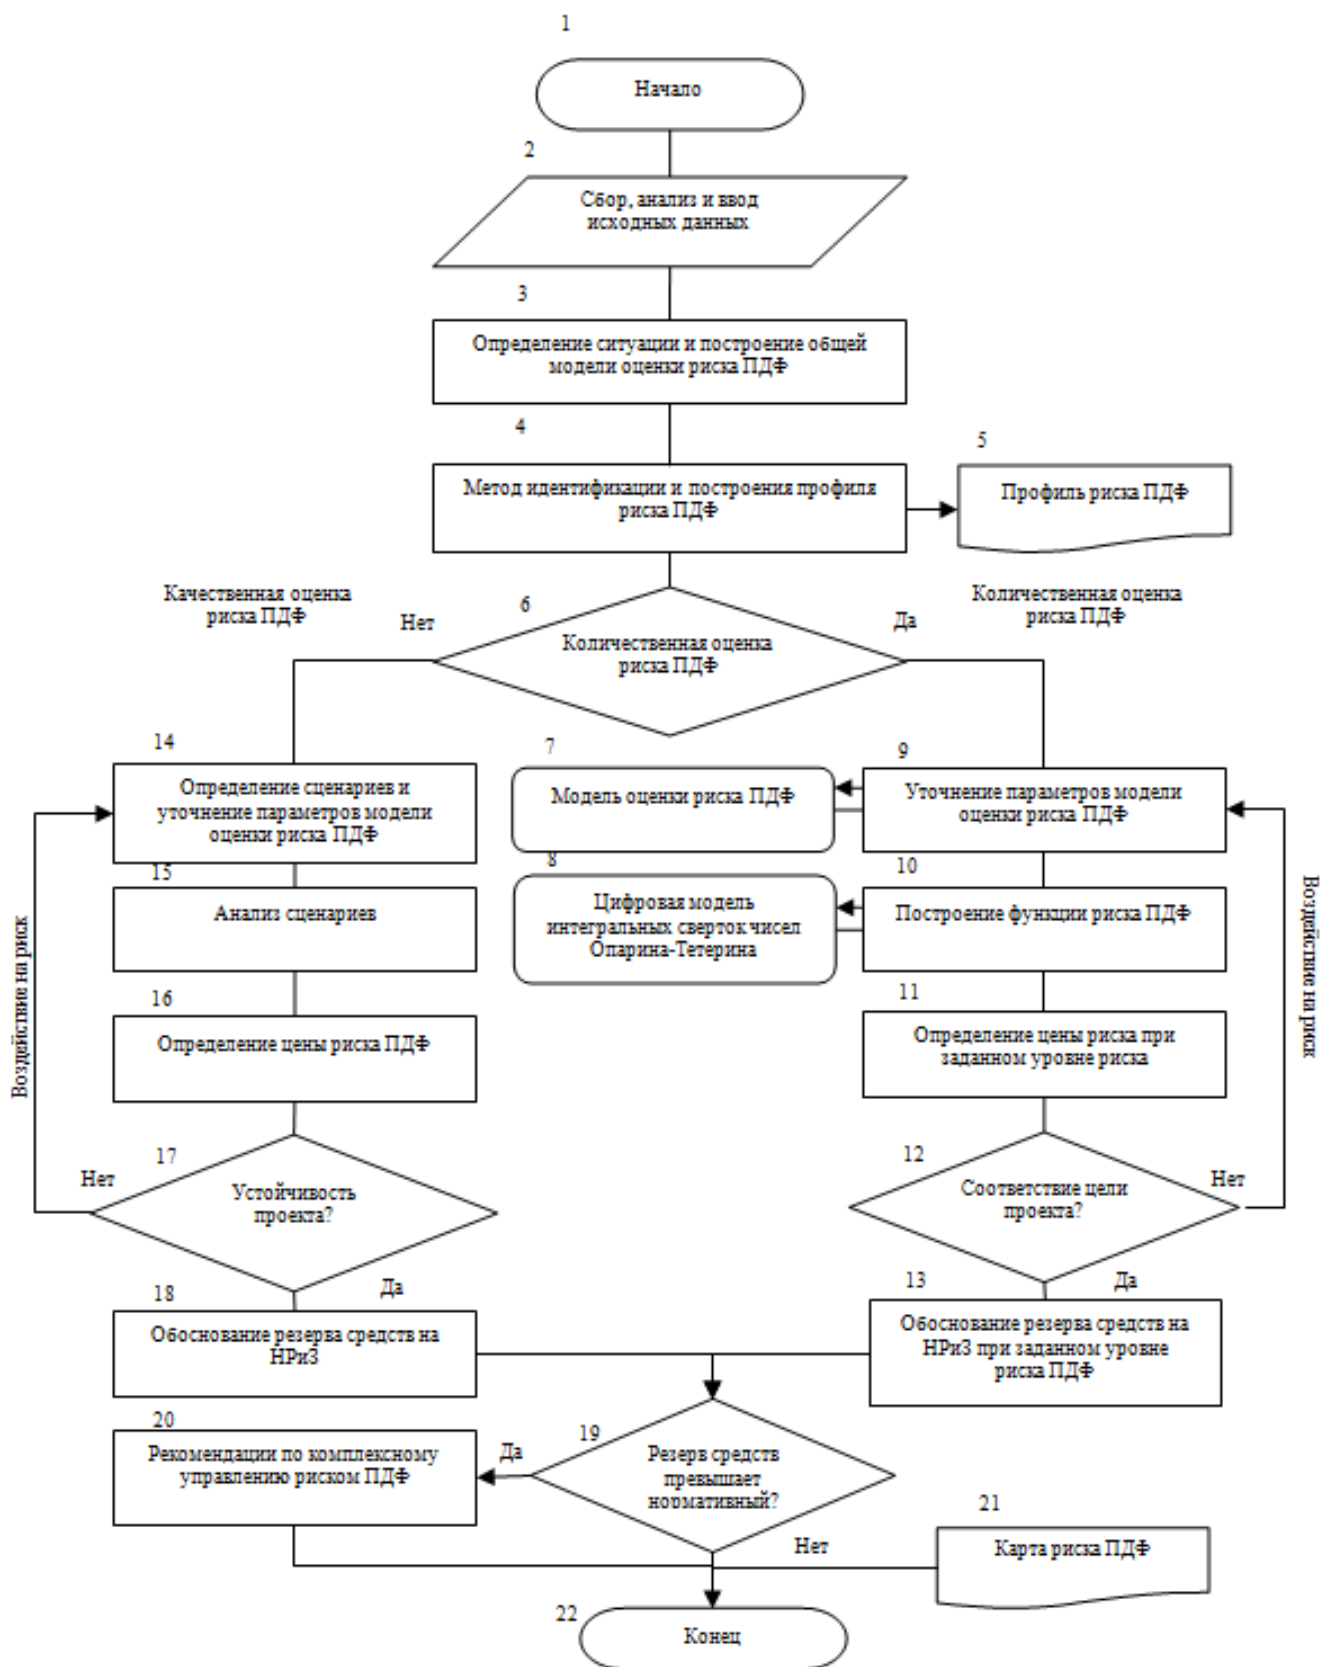 1
Начало
2
Сбор, анализ и ввод
исходных данных
3
Определение ситуации и построение общей
модели оценки риска ПДФ
4
Метод идентификации и построения профиля
риска ПДФ
5
Профиль риска ПДФ
Качественная оценка
риска ПДФ
Нет
6
Количественная оценка
риска ПДФ
Да
Количественная оценка
риска ПДФ
14
Определение сценариев и
уточнение параметров модели
оценки риска ПДФ
7
Модель оценки риска ПДФ
9
Уточнение параметров модели
оценки риска ПДФ
15
Анализ сценариев
8
Цифровая модель
интегральных сверток чисел
Опарина-Тетерина
10
Построение функции риска ПДФ
Воздействие на риск
Воздействие на риск
16
Определение цены риска ПДФ
11
Определение цены риска при
заданном уровне риска
17
Нет
Устойчивость
проекта?
Да
12
Соответствие цели
проекта?
Нет
Да
18
Обоснование резерва средств на
НРиЗ
13
Обоснование резерва средств на
НРиЗ при заданном уровне
риска ПДФ
20
Рекомендации по комплексному
управлению риском ПДФ
Да
19
Резерв средств
превышает
нормативный?
Нет
21
Карта риска ПДФ
22
Конец